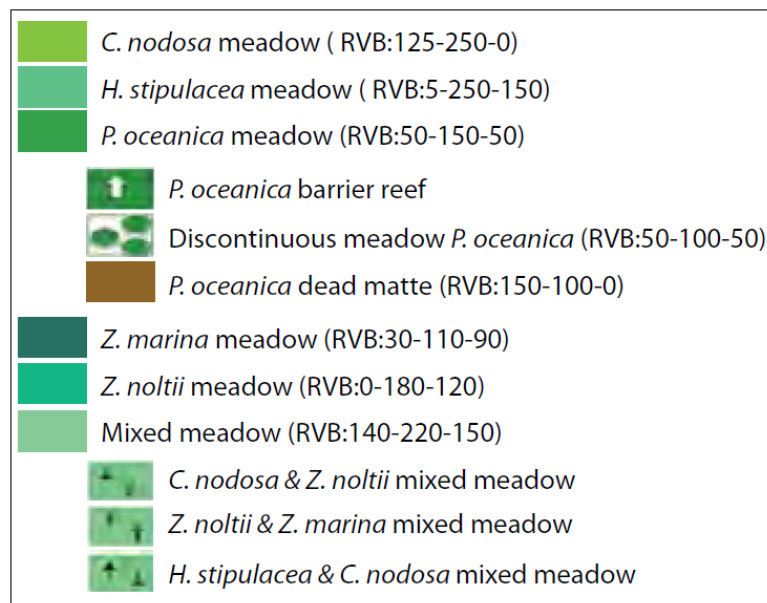 C. nodosa meadow ( RVB:125-250-0)
H. stipulacea meadow ( RVB:5-250-150)
P. oceanica meadow (RVB:50-150-50)
P. oceanica barrier reef
Discontinuous meadow P. oceanica (RVB:50-100-50)
P. oceanica dead matte (RVB:150-100-0)
Z. marina meadow (RVB:30-110-90)
Z. noltii meadow (RVB:0-180-120)
Mixed meadow (RVB:140-220-150)
C. nodosa & Z. noltii mixed meadow
Z. noltii & Z. marina mixed meadow
H. stipulacea & C. nodosa mixed meadow